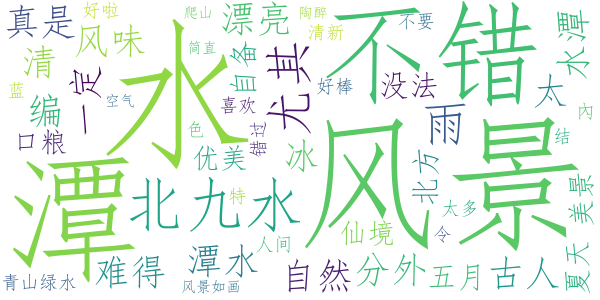 真是
好啦
风味
爬山
漂亮
陶醉
清新
不要
不错
水潭
清
蓝
一定
空气
水
简直
自备
尤其
好棒
没法
太
內
编
口粮
色
喜欢
错过
优美
冰
雨
北方
风景
结
美景
潭
北九水
特
仙境
太多
令
人间
难得
潭水
自然
分外
五月
古人
夏天
青山绿水
风景如画